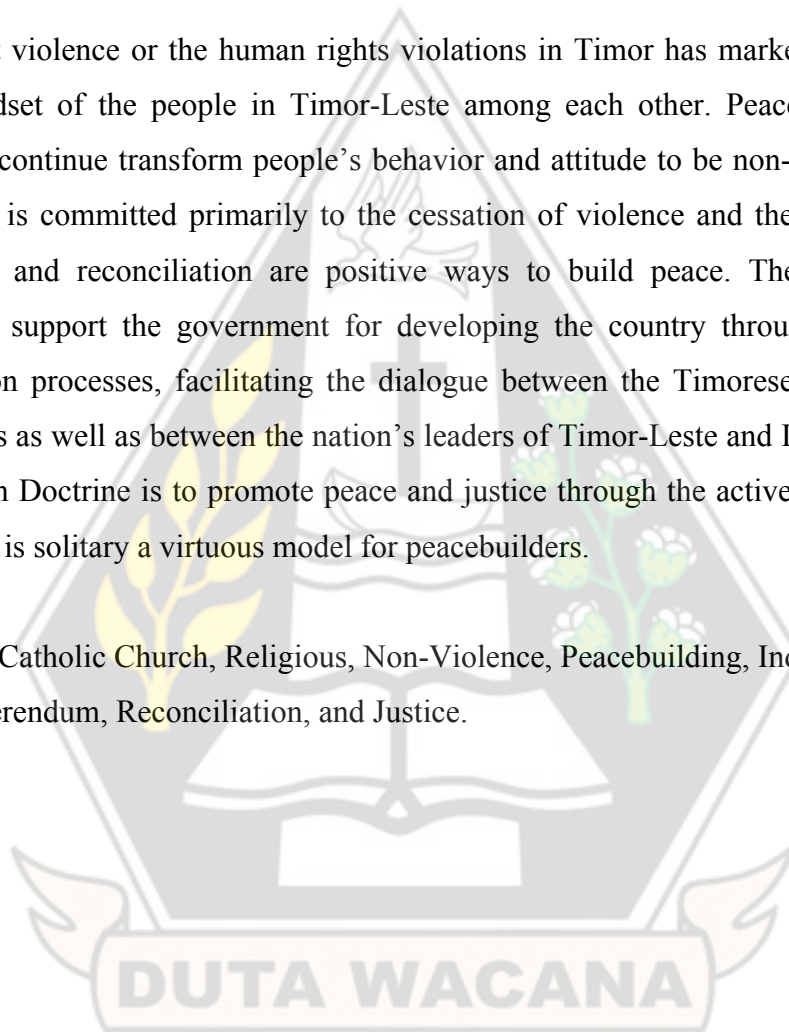 violence or the human rights violations in Timor has marke
dset of the people in Timor-Leste among each other. Peace
continue transform people’s behavior and attitude to be non-
is committed primarily to the cessation of violence and the
and reconciliation are positive ways to build peace. The
support the government for developing the country throu
on processes, facilitating the dialogue between the Timorese
s as well as between the nation’s leaders of Timor-Leste and I
n Doctrine is to promote peace and justice through the active
is solitary a virtuous model for peacebuilders.
Catholic Church, Religious, Non-Violence, Peacebuilding, Ind
erendum, Reconciliation, and Justice.
DUTA WACANA